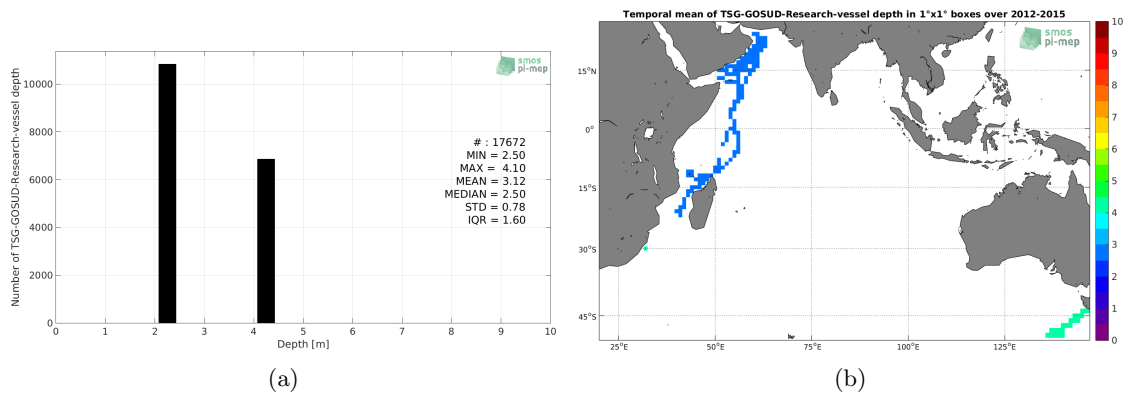 smos
pi-mep
Number of TSG-GOSUD-Research-vessel depth
10000
8000
6000
4000
2000
0
# : 17672
MIN = 2.50
MAX = 4.10
MEAN = 3.12
MEDIAN = 2.50
STD = 0.78
IQR = 1.60
0 1 2 3 4 5 6 7 8 9 10
Depth [m]
(a)
Temporal mean of TSG-GOSUD-Research-vessel depth in 1°x1° boxes over 2012-2015
smos
pi-mep
15°N
0°
15°S
30°S
45°S
25°E 50°E 75°E 100°E 125°E
10
9
8
7
6
5
4
3
2
1
0
(b)